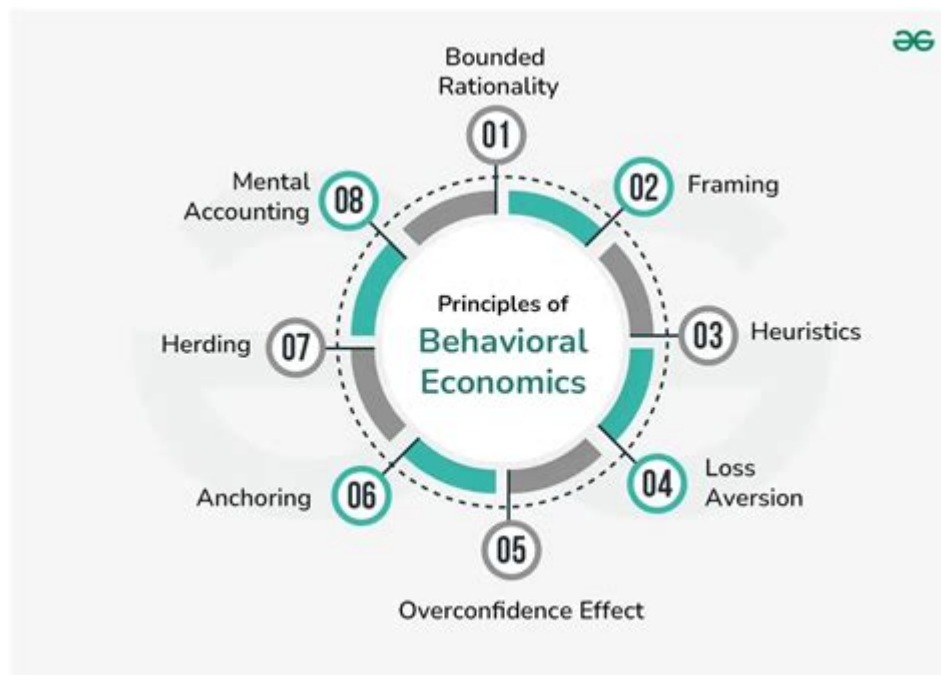 Principles of
Behavioral
Economics
01
Bounded
Rationality
02
Framing
03
Heuristics
04
Loss
Aversion
05
Overconfidence Effect
06
Anchoring
07
Herding
08
Mental
Accounting